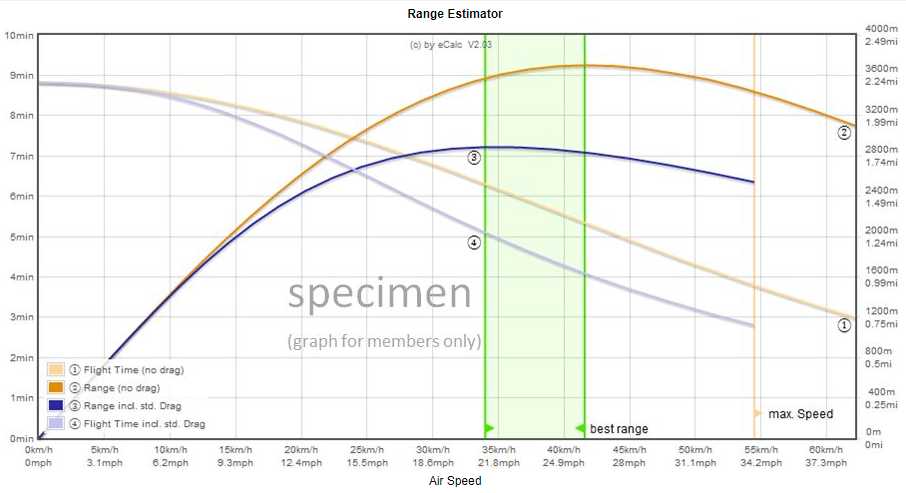 Range Estimator
(c) by eCalc V2.03
10min
9min
8min
7min
6min
5min
4min
3min
2min
1min
0min
4000m
2.49mi
3600m
2.24mi
3200m
1.99mi
2800m
1.74mi
2400m
1.49mi
2000m
1.24mi
1600m
0.99mi
1200m
0.75mi
800m
0.5mi
400m
0.25mi
0m
0mi
②
③
④
①
specimen
(graph for members only)
① Flight Time (no drag)
② Range (no drag)
③ Range incl. std. Drag
④ Flight Time incl. std. Drag
max. Speed
best range
0km/h 5km/h 10km/h 15km/h 20km/h 25km/h 30km/h 35km/h 40km/h 45km/h 50km/h 55km/h 60km/h
0mph 3.1mph 6.2mph 9.3mph 12.4mph 15.5mph 18.6mph 21.8mph 24.9mph 28mph 31.1mph 34.2mph 37.3mph
Air Speed